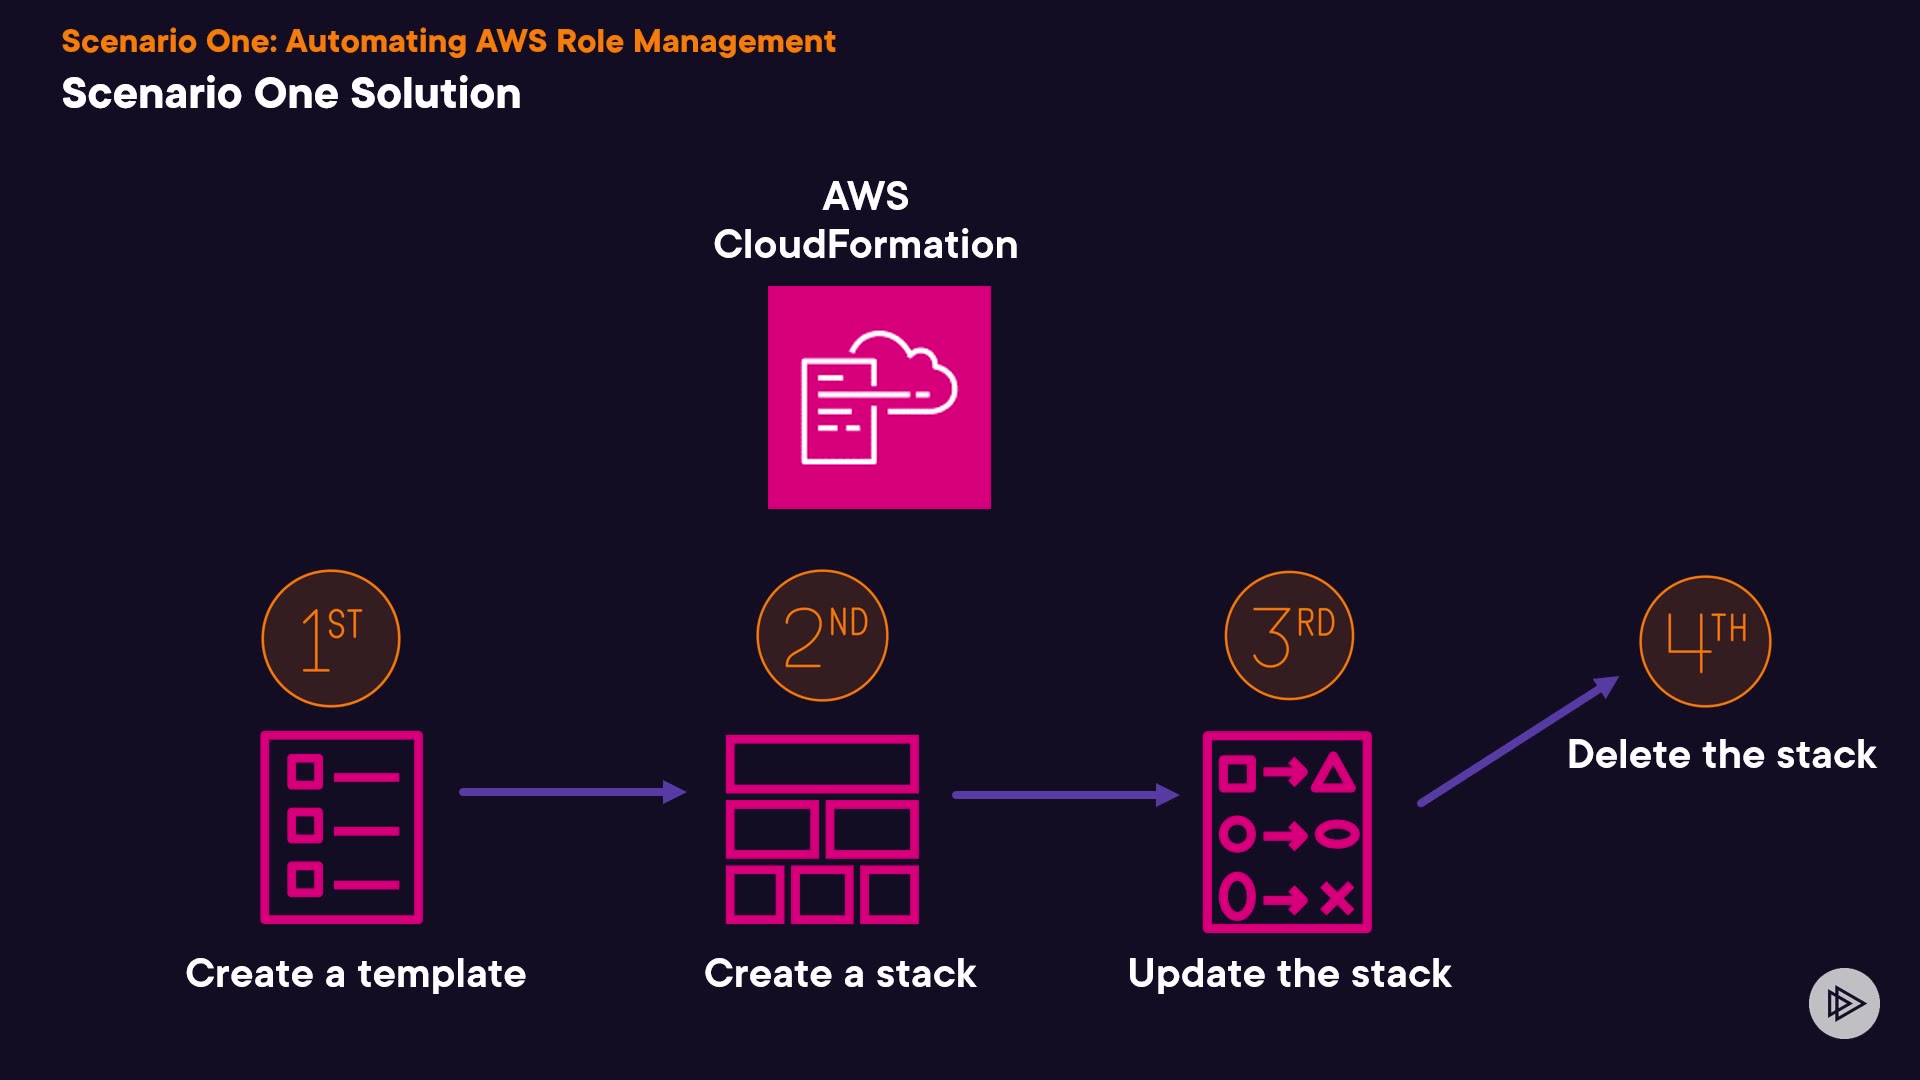 Scenario One: Automating AWS Role Management
Scenario One Solution
AWS
CloudFormation
1ST
2ND
3RD
4TH
Delete the stack
Create a template
Create a stack
Update the stack